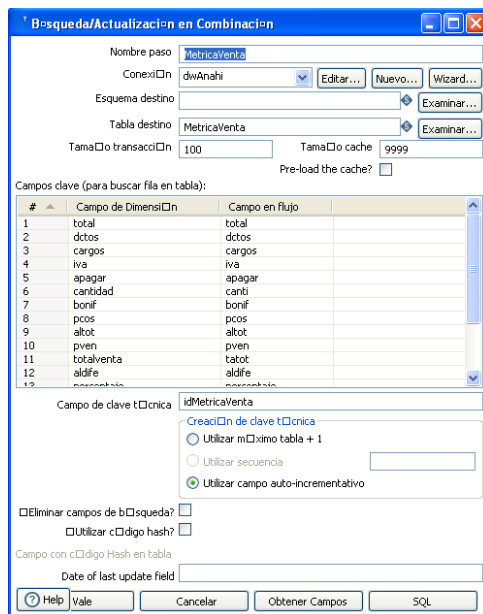 B¤squeda/Actualizaci¤n en Combinaci¤n
Nombre paso MetricaVenta
Conexi□n dwAnahi Editar... Nuevo... Wizard...
Esquema destino Examinar...
Tabla destino MetricaVenta Examinar...
Tama□o transacci□n 100 Tama□o cache 9999
Pre-load the cache?
Campos clave (para buscar fila en tabla):
# Campo de Dimensi□n Campo en flujo
1 total total
2 dctos dctos
3 cargos cargos
4 iva iva
5 apagar apagar
6 cantidad canti
7 bonif bonif
8 pcos pcos
9 altot altot
10 pven pven
11 totalventa tatot
12 aldife aldife
13 porcentaje porcentaje
Campo de clave t□cnica idMetricaVenta
Creaci□n de clave t□cnica
Utilizar m□ximo tabla + 1
Utilizar secuencia
Utilizar campo auto-incrementativo
□Eliminar campos de b□squeda?
□Utilizar c□digo hash?
Campo con c□digo Hash en tabla
Date of last update field
Help Vale Cancelar Obtener Campos SQL